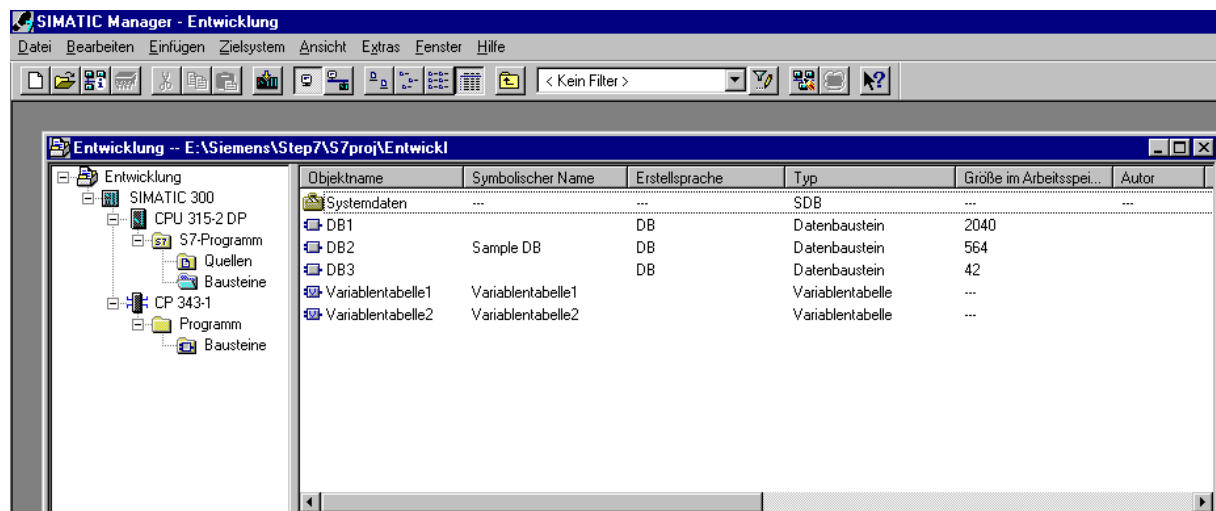 SIMATIC Manager - Entwicklung
Datei Bearbeiten Einfügen Zielsystem Ansicht Extras Fenster Hilfe
< Kein Filter >
Entwicklung -- E:\Siemens\Step7\S7proj\Entwickl
Entwicklung
SIMATIC 300
CPU 315-2 DP
S7-Programm
Quellen
Bausteine
CP 343-1
Programm
Bausteine
Objektname Symbolischer Name Erstellsprache Typ Größe im Arbeitsspei... Autor
Systemdaten --- --- SDB --- ---
DB1 DB Datenbaustein 2040
DB2 Sample DB DB Datenbaustein 564
DB3 DB Datenbaustein 42
Variablentabelle1 Variablentabelle1 Variablentabelle ---
Variablentabelle2 Variablentabelle2 Variablentabelle ---